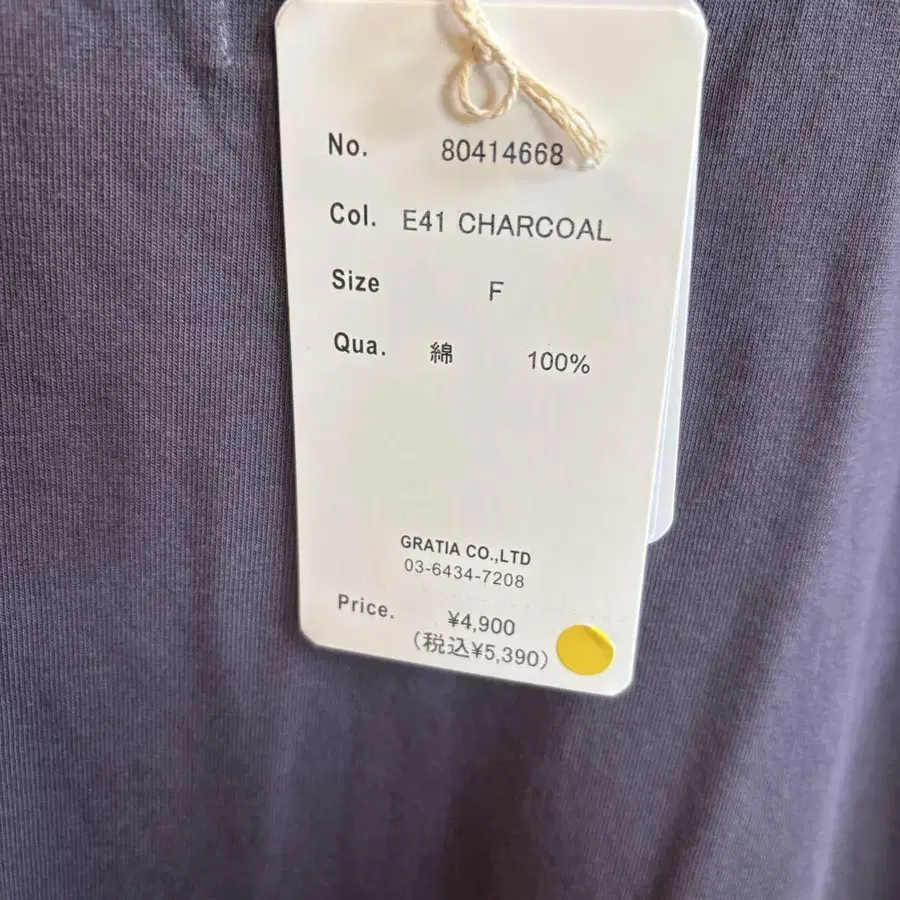 No. 80414668
Col. E41 CHARCOAL
Size F
Qua. 綿 100%
GRATIA CO.,LTD
03-6434-7208
Price. ¥4,900
(税込¥5,390)